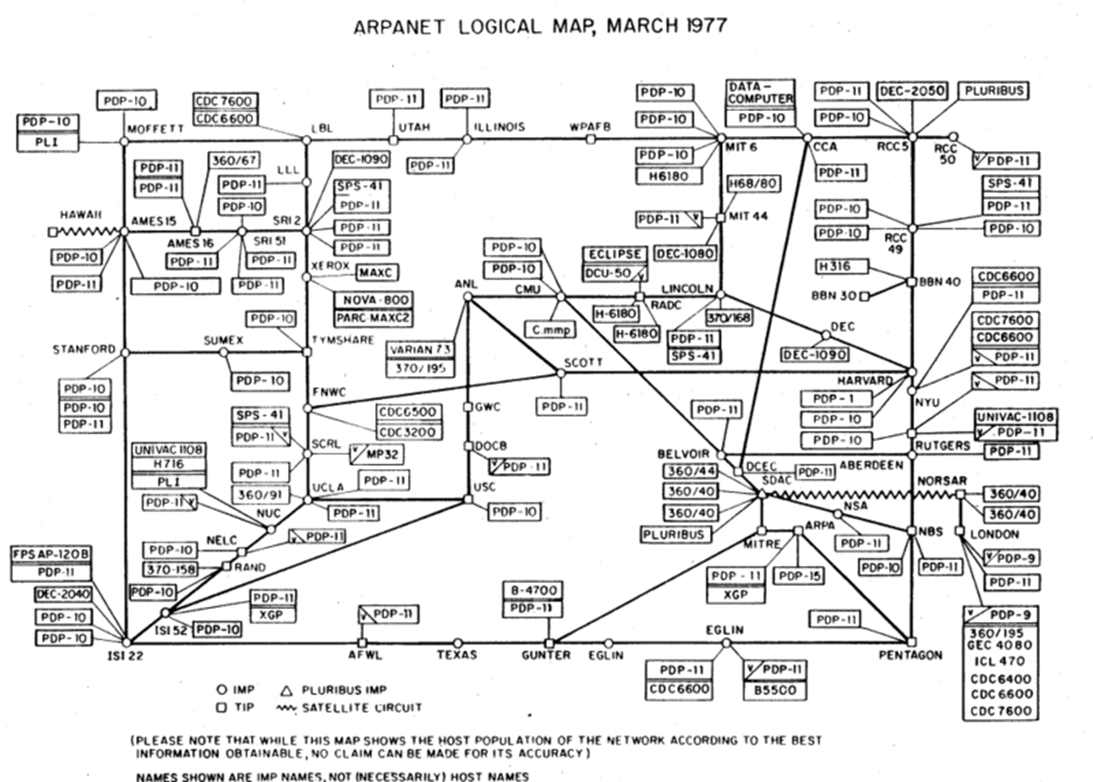 ARPANET LOGICAL MAP, MARCH 1977
PDP-10
PDP-10
PLI
MOFFETT
CDC 7600
CDC 6600
LBL
PDP-11
UTAH
PDP-11
ILLINOIS
PDP-11
WPAFB
PDP-10
PDP-10
PDP-10
H6180
MIT 6
DATA-
COMPUTER
PDP-10
CCA
PDP-11
PDP-11
PDP-10
DEC-2050
PLURIBUS
RCC 5
RCC
50
PDP-11
LLL
PDP-11
PDP-11
360/67
PDP-11
DEC-1090
SPS-41
PDP-11
PDP-11
PDP-11
SRI 2
HAWAII
AMES 15
PDP-10
PDP-11
PDP-10
AMES 16
PDP-10
SRI 51
PDP-11
PDP-11
PDP-11
H68/80
PDP-11
MIT 44
DEC-1080
SPS-41
PDP-11
PDP-10
PDP-10
PDP-10
RCC
49
XEROX
MAXC
NOVA-800
PARC-MAXC2
H316
BBN 40
BBN 30
ANL
VARIAN 73
370/195
PDP-10
PDP-10
CMU
C.mmp
ECLIPSE
DCU-50
RADC
H-6180
H-6180
LINCOLN
370/168
PDP-11
SPS-41
DEC
DEC-1090
CDC6600
PDP-11
CDC7600
CDC6600
PDP-11
PDP-11
HARVARD
PDP-1
PDP-10
NYU
PDP-10
UNIVAC-1108
PDP-11
RUTGERS
PDP-11
STANFORD
PDP-10
PDP-10
PDP-11
SUMEX
PDP-10
PDP-10
TYMSHARE
FNWC
CDC6500
CDC3200
SCOTT
PDP-11
GWC
DOCB
PDP-11
SPS-41
PDP-11
SCRL
MP32
PDP-11
360/91
UCLA
PDP-11
PDP-11
USC
PDP-10
UNIVAC 1108
H716
PLI
PDP-11
NUC
NELC
PDP-11
PDP-10
370-158
RAND
PDP-10
PDP-11
BELVOIR
DCEC
PDP-11
ABERDEEN
360/44
360/40
360/40
PLURIBUS
SDAC
NORSAR
360/40
360/40
NSA
PDP-11
NBS
PDP-10
PDP-11
LONDON
PDP-9
PDP-11
PDP-9
360/195
GEC 4080
ICL 470
CDC6400
CDC6600
CDC7600
MITRE
PDP-11
XGP
ARPA
PDP-15
FPS AP-120B
PDP-11
DEC-2040
PDP-10
PDP-10
ISI 22
ISI 52
PDP-11
XGP
PDP-10
PDP-11
AFWL
TEXAS
B-4700
PDP-11
GUNTER
EGLIN
EGLIN
PDP-11
CDC6600
PDP-11
B5500
PDP-11
PENTAGON
IMP
PLURIBUS IMP
TIP
SATELLITE CIRCUIT
(PLEASE NOTE THAT WHILE THIS MAP SHOWS THE HOST POPULATION OF THE NETWORK ACCORDING TO THE BEST
INFORMATION OBTAINABLE, NO CLAIM CAN BE MADE FOR ITS ACCURACY)
NAMES SHOWN ARE IMP NAMES, NOT (NECESSARILY) HOST NAMES